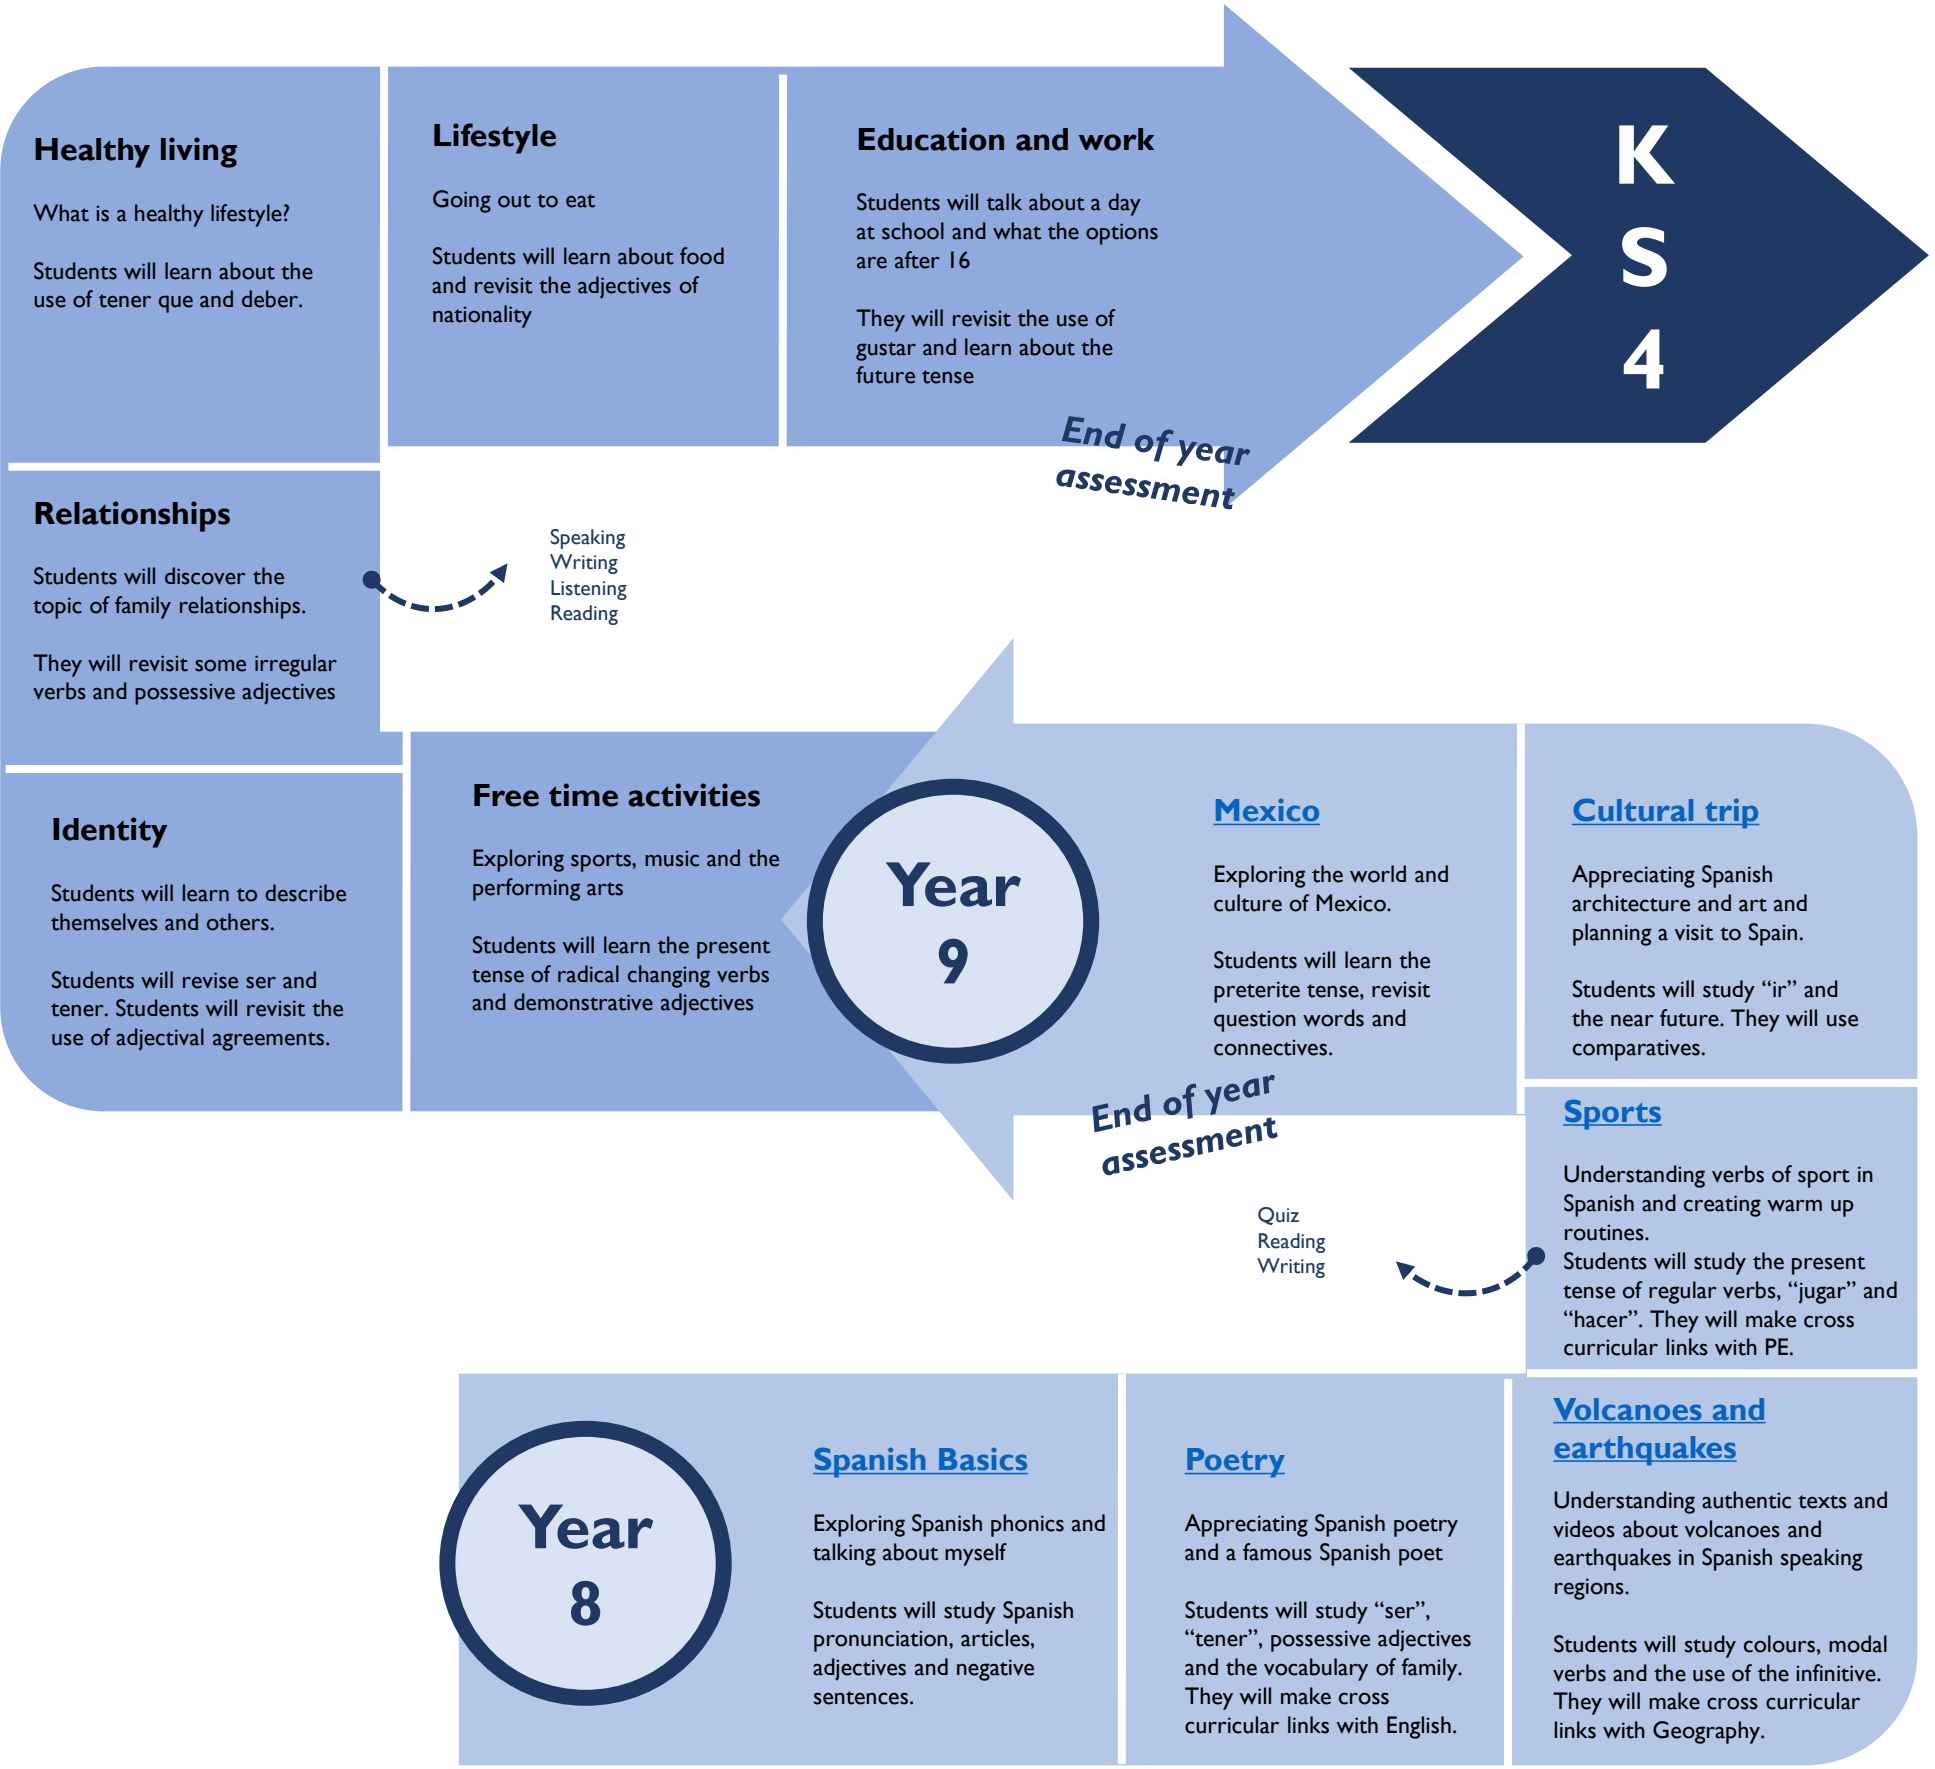 Healthy living
What is a healthy lifestyle?
Students will learn about the
use of tener que and deber.
Lifestyle
Going out to eat
Students will learn about food
and revisit the adjectives of
nationality
Education and work
Students will talk about a day
at school and what the options
are after 16
They will revisit the use of
gustar and learn about the
future tense
End of year
assessment
K
S
4
Relationships
Students will discover the
topic of family relationships.
They will revisit some irregular
verbs and possessive adjectives
Speaking
Writing
Listening
Reading
Identity
Students will learn to describe
themselves and others.
Students will revise ser and
tener. Students will revisit the
use of adjectival agreements.
Free time activities
Exploring sports, music and the
performing arts
Students will learn the present
tense of radical changing verbs
and demonstrative adjectives
Year
9
Mexico
Exploring the world and
culture of Mexico.
Students will learn the
preterite tense, revisit
question words and
connectives.
End of year
assessment
Cultural trip
Appreciating Spanish
architecture and art and
planning a visit to Spain.
Students will study “ir” and
the near future. They will use
comparatives.
Sports
Understanding verbs of sport in
Spanish and creating warm up
routines.
Students will study the present
tense of regular verbs, “jugar” and
“hacer”. They will make cross
curricular links with PE.
Quiz
Reading
Writing
Year
8
Spanish Basics
Exploring Spanish phonics and
talking about myself
Students will study Spanish
pronunciation, articles,
adjectives and negative
sentences.
Poetry
Appreciating Spanish poetry
and a famous Spanish poet
Students will study “ser”,
“tener”, possessive adjectives
and the vocabulary of family.
They will make cross
curricular links with English.
Volcanoes and
earthquakes
Understanding authentic texts and
videos about volcanoes and
earthquakes in Spanish speaking
regions.
Students will study colours, modal
verbs and the use of the infinitive.
They will make cross curricular
links with Geography.